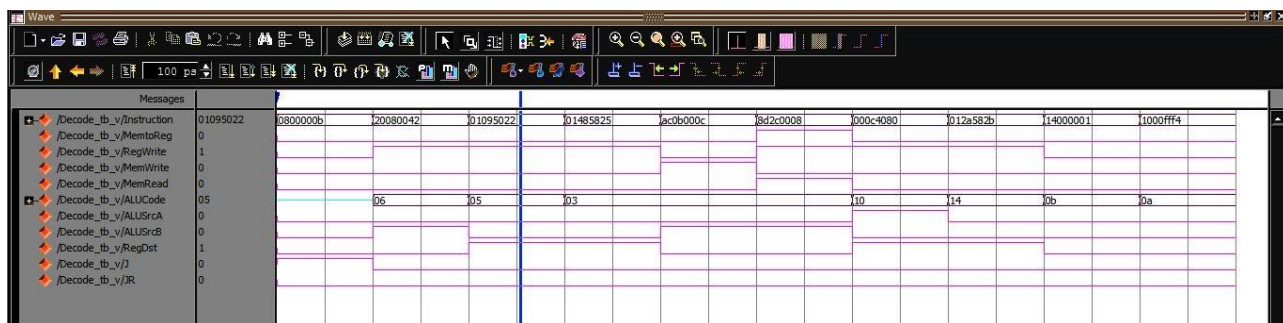 Wave
100 ps
Messages
/Decode_tb_v/Instruction 01095022 0800000b 20080042 01095022 01485825 ac0b000c 8d2c0008 000c4080 012a582b 14000001 1000fff4
/Decode_tb_v/MemtoReg 0
/Decode_tb_v/RegWrite 1
/Decode_tb_v/MemWrite 0
/Decode_tb_v/MemRead 0
/Decode_tb_v/ALUCode 05 06 05 03 10 14 0b 0a
/Decode_tb_v/ALUSrcA 0
/Decode_tb_v/ALUSrcB 0
/Decode_tb_v/RegDst 1
/Decode_tb_v/J 0
/Decode_tb_v/JR 0